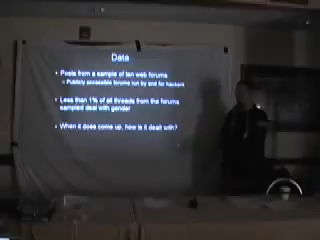 Data
• Posts from a sample of ten web forums
– Publicly accessible forums run by and for hackers
• Less than 1% of all threads from the forums
sampled deal with gender
• When it does come up, how is it dealt with?